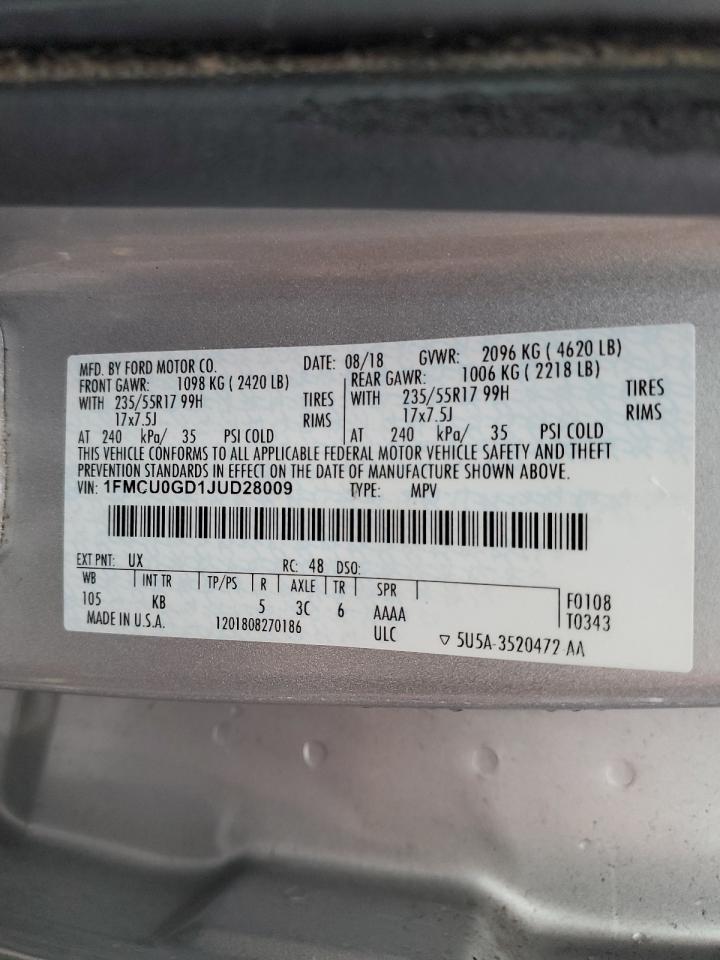 MFD. BY FORD MOTOR CO. DATE: 08/18 GVWR: 2096 KG ( 4620 LB)
FRONT GAWR: 1098 KG ( 2420 LB) REAR GAWR: 1006 KG ( 2218 LB)
WITH 235/55R17 99H TIRES WITH 235/55R17 99H TIRES
17x7.5J RIMS 17x7.5J RIMS
AT 240 kPa/ 35 PSI COLD AT 240 kPa/ 35 PSI COLD
THIS VEHICLE CONFORMS TO ALL APPLICABLE FEDERAL MOTOR VEHICLE SAFETY AND THEFT
PREVENTION STANDARDS IN EFFECT ON THE DATE OF MANUFACTURE SHOWN ABOVE.
VIN: 1FMCU0GD1JUD28009 TYPE: MPV
EXT PNT: UX RC: 48 DSO:
WB INT TR TP/PS R AXLE TR SPR
105 KB 5 3C 6 AAAA F0108
MADE IN U.S.A. 1201808270186 ULC ▽ 5U5A-3520472-AA T0343